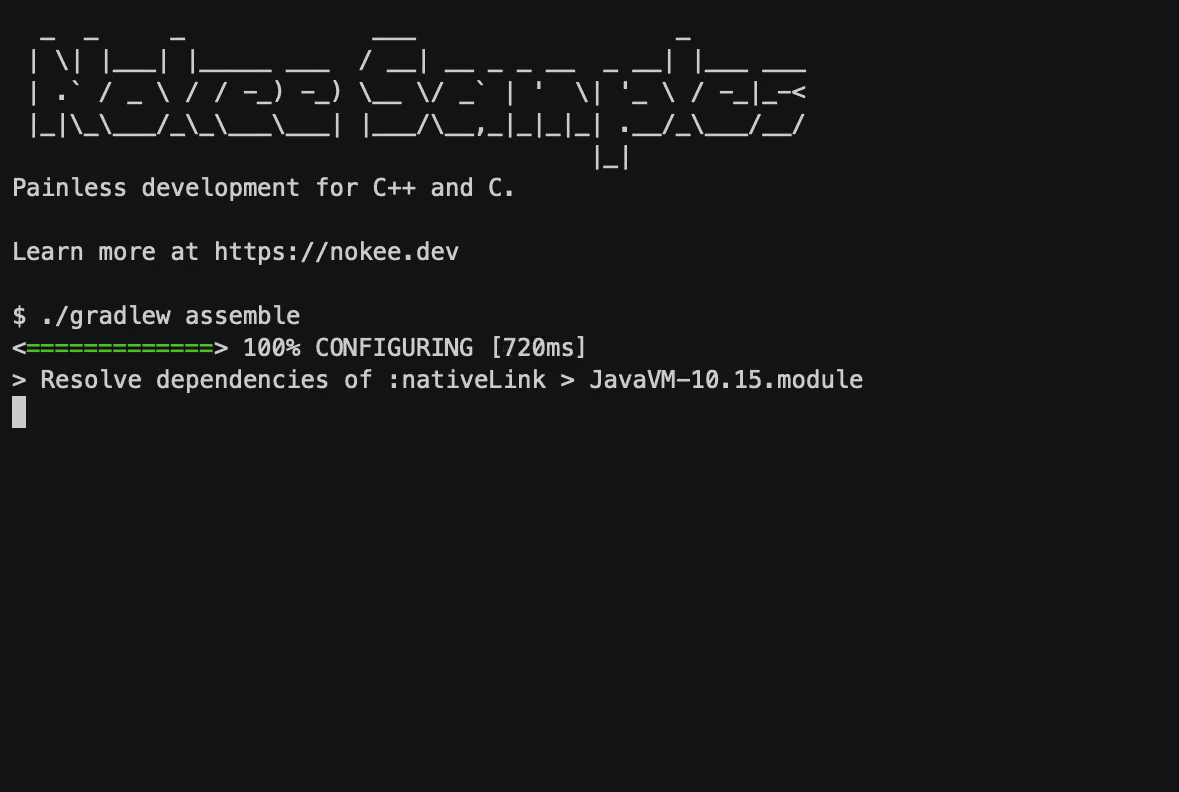 Nokee Samples
Painless development for C++ and C.
Learn more at https://nokee.dev
$ ./gradlew assemble
<=============> 100% CONFIGURING [720ms]
> Resolve dependencies of :nativeLink > JavaVM-10.15.module